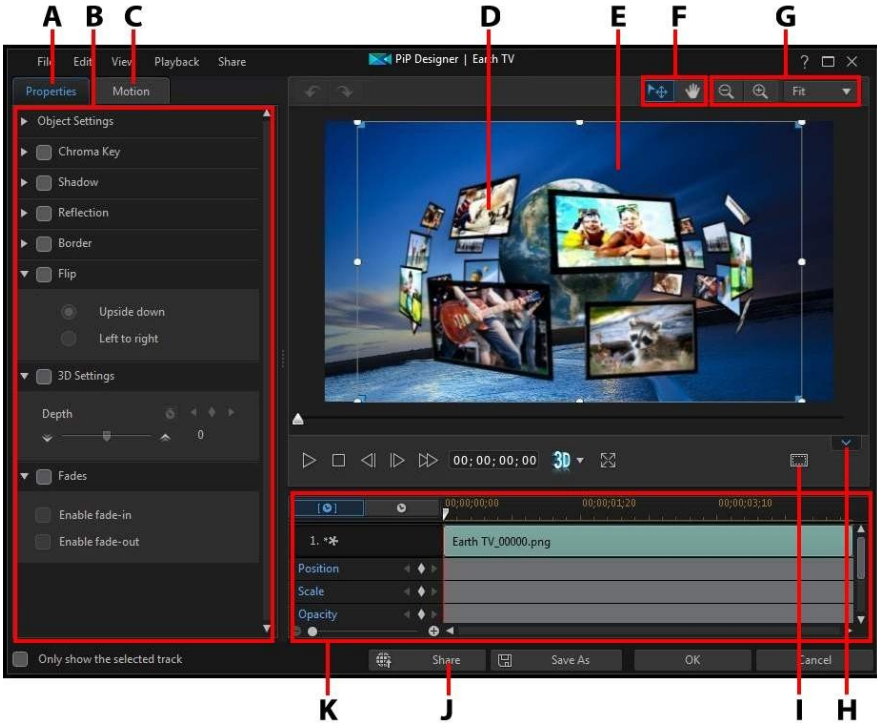 A B C D E F G
File Edit View Playback Share
PiP Designer | Earth TV
?
Properties Motion
Fit
Object Settings
Chroma Key
Shadow
Reflection
Border
Flip
Upside down
Left to right
3D Settings
Depth
0
Fades
Enable fade-in
Enable fade-out
00;00;00;00 3D
00;00;00;00 00;00;01;20 00;00;03;10
1. Earth TV_00000.png
Position
Scale
Opacity
Only show the selected track
Share Save As OK Cancel
K J I H